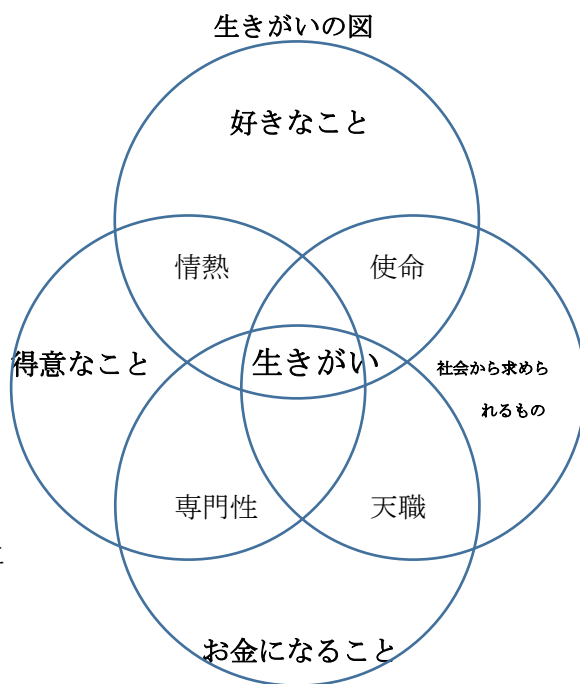 生きがいの図
好きなこと
情熱
使命
得意なこと
生きがい
社会から求めら
れるもの
専門性
天職
お金になること